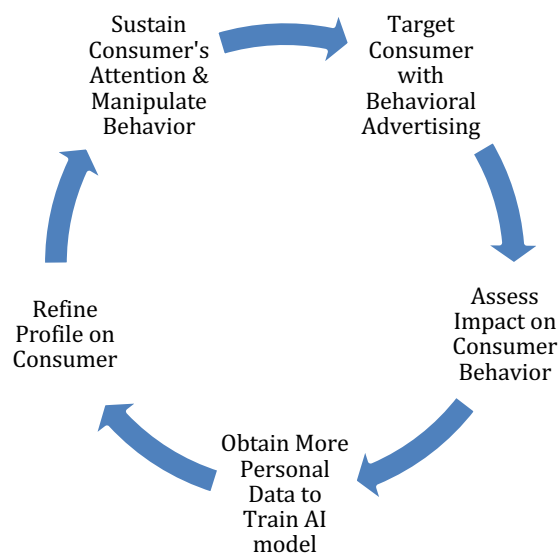 Sustain
Consumer's
Attention &
Manipulate
Behavior
Target
Consumer
with
Behavioral
Advertising
Assess
Impact on
Consumer
Behavior
Obtain More
Personal
Data to
Train AI
model
Refine
Profile on
Consumer